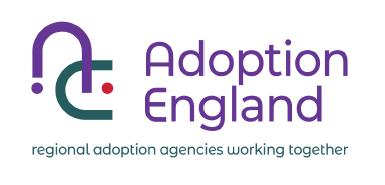 Adoption
England
regional adoption agencies working together